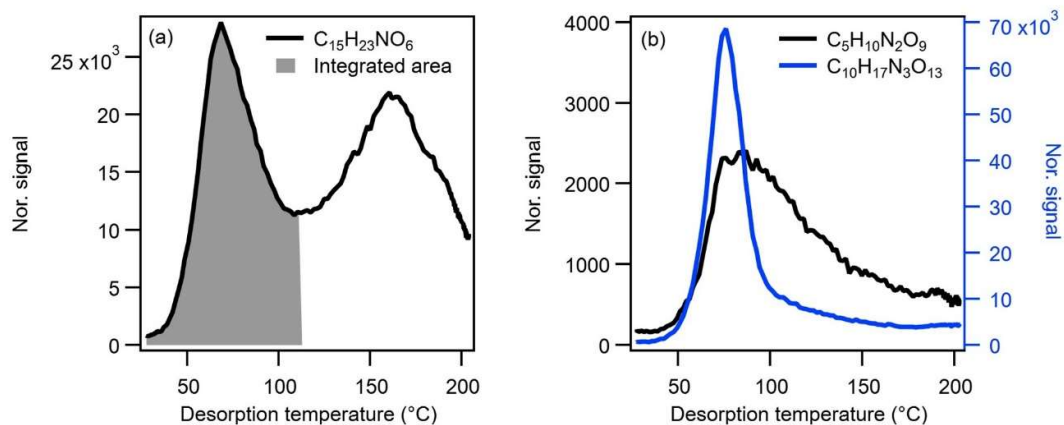 (a)
C₁₅H₂₃NO₆
Integrated area
25 x10³
20
15
10
5
0
Nor. signal
50
100
150
200
Desorption temperature (°C)
(b)
C₅H₁₀N₂O₉
C₁₀H₁₇N₃O₁₃
4000
3000
2000
1000
0
Nor. signal
70 x10³
60
50
40
30
20
10
0
Nor. signal
50
100
150
200
Desorption temperature (°C)